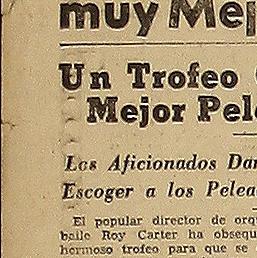 muy Mej
Un Trofeo
Mejor Pele
Los Aficionados Dar
Escoger a los Pelea
El popular director de orq
baile Roy Carter ha obsequ
hermoso trofeo para que se